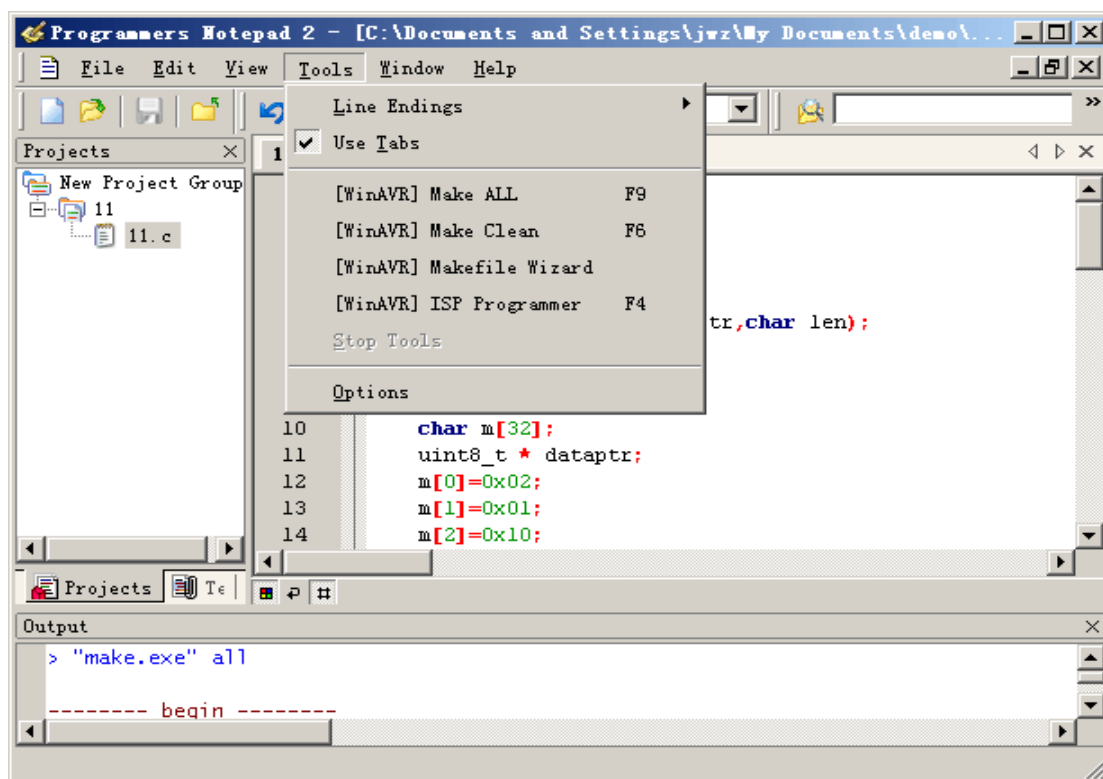 Programmers Notepad 2 - [C:\Documents and Settings\jwz\My Documents\demo\...
File Edit View Tools Window Help
Projects
New Project Group
11
11.c
Line Endings
Use Tabs
[WinAVR] Make ALL F9
[WinAVR] Make Clean F6
[WinAVR] Makefile Wizard
[WinAVR] ISP Programmer F4
Stop Tools
Options
1
tr,char len);
10 char m[32];
11 uint8_t * dataptr;
12 m[0]=0x02;
13 m[1]=0x01;
14 m[2]=0x10;
Projects Te
Output
> "make.exe" all
-------- begin --------